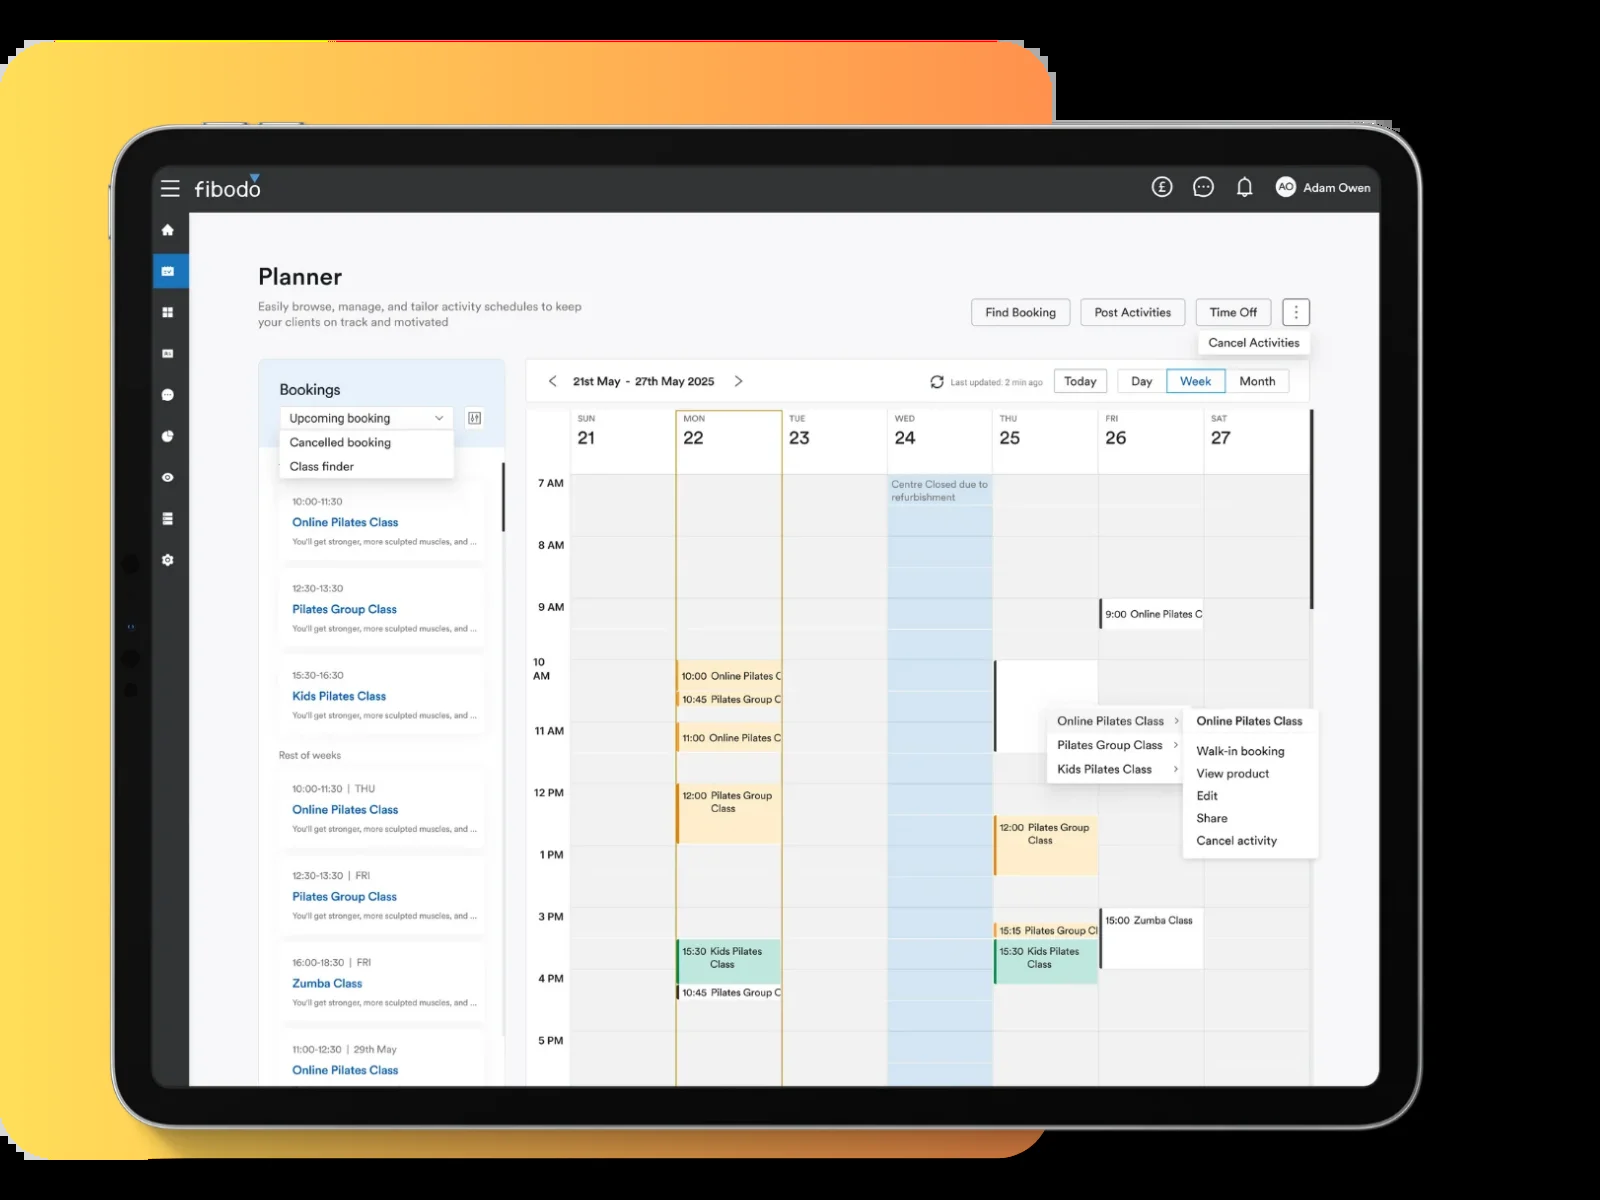 fibodo
£
AO Adam Owen
Planner
Easily browse, manage, and tailor activity schedules to keep
your clients on track and motivated
Find Booking
Post Activities
Time Off
Cancel Activities
Bookings
Upcoming booking
Cancelled booking
Class finder
10:00-11:30
Online Pilates Class
You'll get stronger, more sculpted muscles, and ...
12:30-13:30
Pilates Group Class
You'll get stronger, more sculpted muscles, and ...
15:30-16:30
Kids Pilates Class
You'll get stronger, more sculpted muscles, and ...
Rest of weeks
10:00-11:30 | THU
Online Pilates Class
You'll get stronger, more sculpted muscles, and ...
12:30-13:30 | FRI
Pilates Group Class
You'll get stronger, more sculpted muscles, and ...
16:00-18:30 | FRI
Zumba Class
You'll get stronger, more sculpted muscles, and ...
11:00-12:30 | 29th May
Online Pilates Class
21st May - 27th May 2025
Last updated: 2 min ago
Today
Day
Week
Month
SUN
21
MON
22
TUE
23
WED
24
THU
25
FRI
26
SAT
27
7 AM
8 AM
9 AM
10
AM
11 AM
12 PM
1 PM
3 PM
4 PM
5 PM
10:00 Online Pilates C
10:45 Pilates Group C
11:00 Online Pilates C
12:00 Pilates Group
Class
15:30 Kids Pilates
Class
10:45 Pilates Group C
Centre Closed due to
refurbishment
12:00 Pilates Group
Class
15:15 Pilates Group Cl
15:30 Kids Pilates
Class
9:00 Online Pilates C
15:00 Zumba Class
Online Pilates Class
Pilates Group Class
Kids Pilates Class
Online Pilates Class
Walk-in booking
View product
Edit
Share
Cancel activity